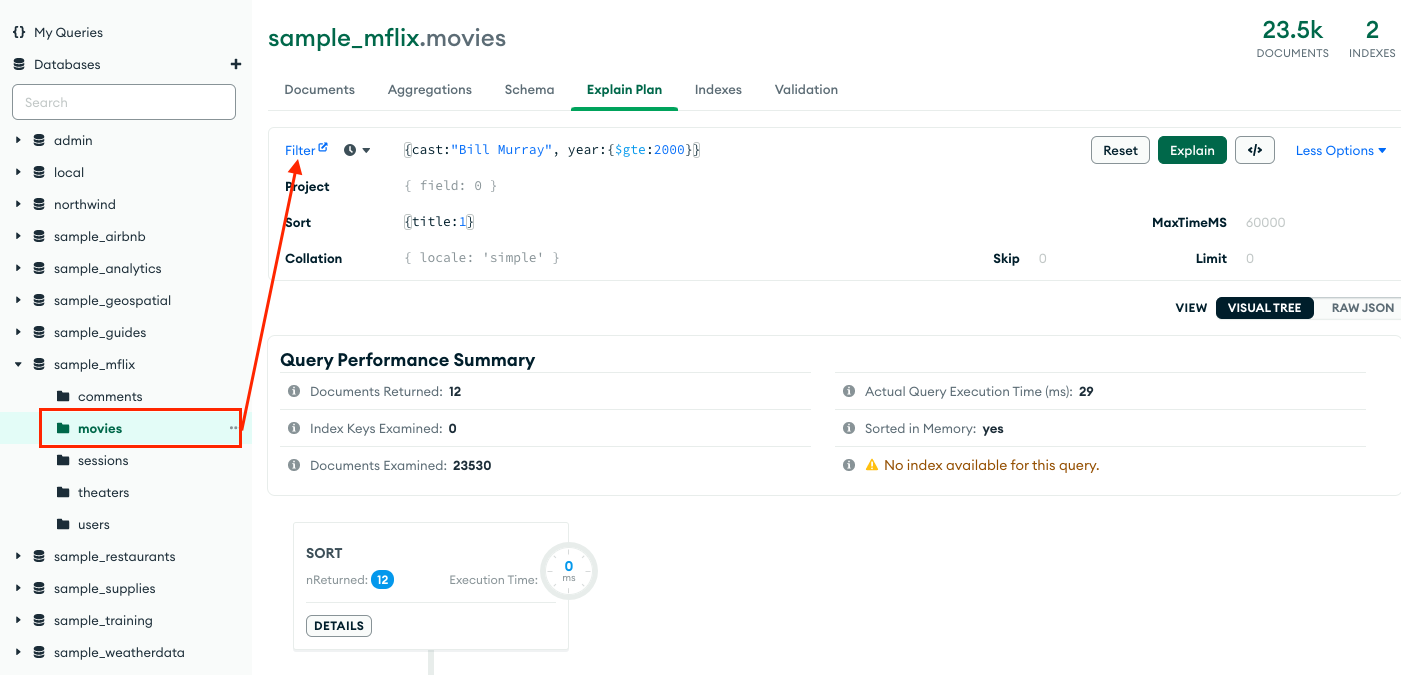 {} My Queries
Databases +
Search
admin
local
northwind
sample_airbnb
sample_analytics
sample_geospatial
sample_guides
sample_mflix
comments
movies ...
sessions
theaters
users
sample_restaurants
sample_supplies
sample_training
sample_weatherdata
sample_mflix.movies
23.5k
DOCUMENTS
2
INDEXES
Documents Aggregations Schema Explain Plan Indexes Validation
Filter {cast:"Bill Murray", year:{$gte:2000}} Reset Explain </> Less Options
Project { field: 0 }
Sort {title:1} MaxTimeMS 60000
Collation { locale: 'simple' } Skip 0 Limit 0
VIEW VISUAL TREE RAW JSON
Query Performance Summary
Documents Returned: 12
Index Keys Examined: 0
Documents Examined: 23530
Actual Query Execution Time (ms): 29
Sorted in Memory: yes
No index available for this query.
SORT
nReturned: 12 Execution Time: 0 ms
DETAILS